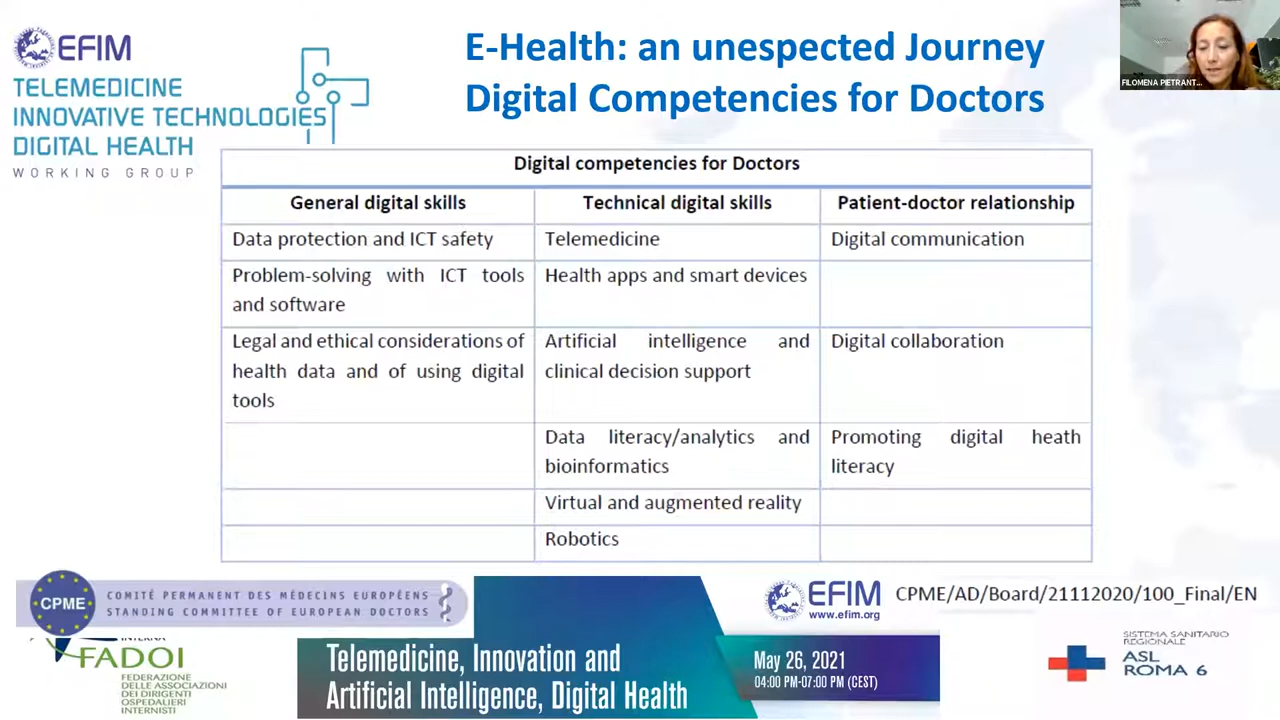 EFIM
TELEMEDICINE
INNOVATIVE TECHNOLOGIES
DIGITAL HEALTH
WORKING GROUP
E-Health: an unespected Journey
Digital Competencies for Doctors
FILOMENA PIETRANT...
Digital competencies for Doctors
General digital skills
Technical digital skills
Patient-doctor relationship
Data protection and ICT safety
Telemedicine
Digital communication
Problem-solving with ICT tools
and software
Health apps and smart devices
Legal and ethical considerations of
health data and of using digital
tools
Artificial intelligence and
clinical decision support
Digital collaboration
Data literacy/analytics and
bioinformatics
Promoting digital heath
literacy
Virtual and augmented reality
Robotics
CPME
COMITÉ PERMANENT DES MÉDECINS EUROPÉENS
STANDING COMMITTEE OF EUROPEAN DOCTORS
EFIM
www.efim.org
CPME/AD/Board/21112020/100_Final/EN
INTERNA
FADOI
FEDERAZIONE
DELLE ASSOCIAZIONI
DEI DIRIGENTI
OSPEDALIERI
INTERNISTI
Telemedicine, Innovation and
Artificial Intelligence, Digital Health
May 26, 2021
04:00 PM-07:00 PM (CEST)
SISTEMA SANITARIO
REGIONALE
ASL
ROMA 6